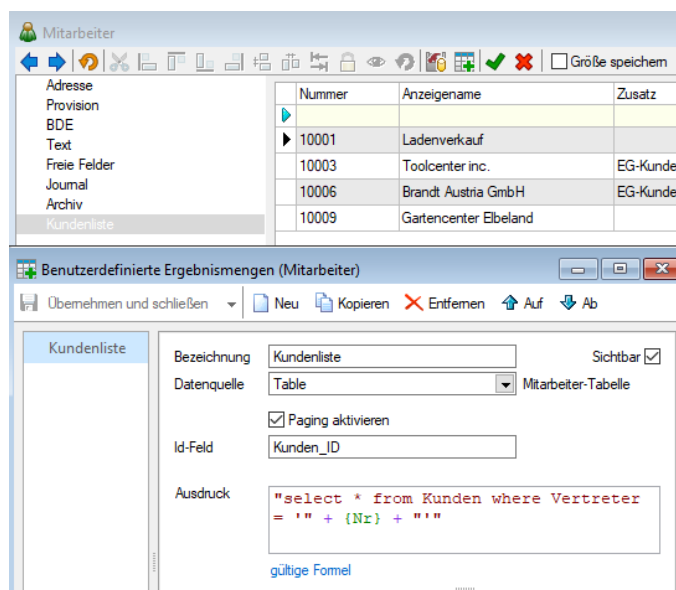 Mitarbeiter
Größe speichern
Adresse
Provision
BDE
Text
Freie Felder
Journal
Archiv
Kundenliste
Nummer Anzeigename Zusatz
10001 Ladenverkauf
10003 Toolcenter inc. EG-Kunde
10006 Brandt Austria GmbH EG-Kunde
10009 Gartencenter Elbeland
Benutzerdefinierte Ergebnismengen (Mitarbeiter)
Übernehmen und schließen Neu Kopieren Entfernen Auf Ab
Kundenliste
Bezeichnung Kundenliste Sichtbar
Datenquelle Table Mitarbeiter-Tabelle
Paging aktivieren
Id-Feld Kunden_ID
Ausdruck "select * from Kunden where Vertreter
= '" + {Nr} + "'"
gültige Formel